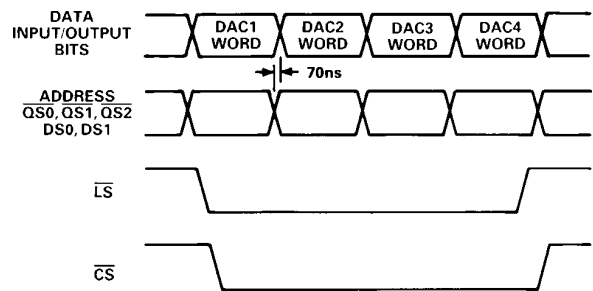 DATA
INPUT/OUTPUT
BITS
DAC1
WORD
DAC2
WORD
DAC3
WORD
DAC4
WORD
70ns
ADDRESS
QS0, QS1, QS2
DS0, DS1
LS
CS